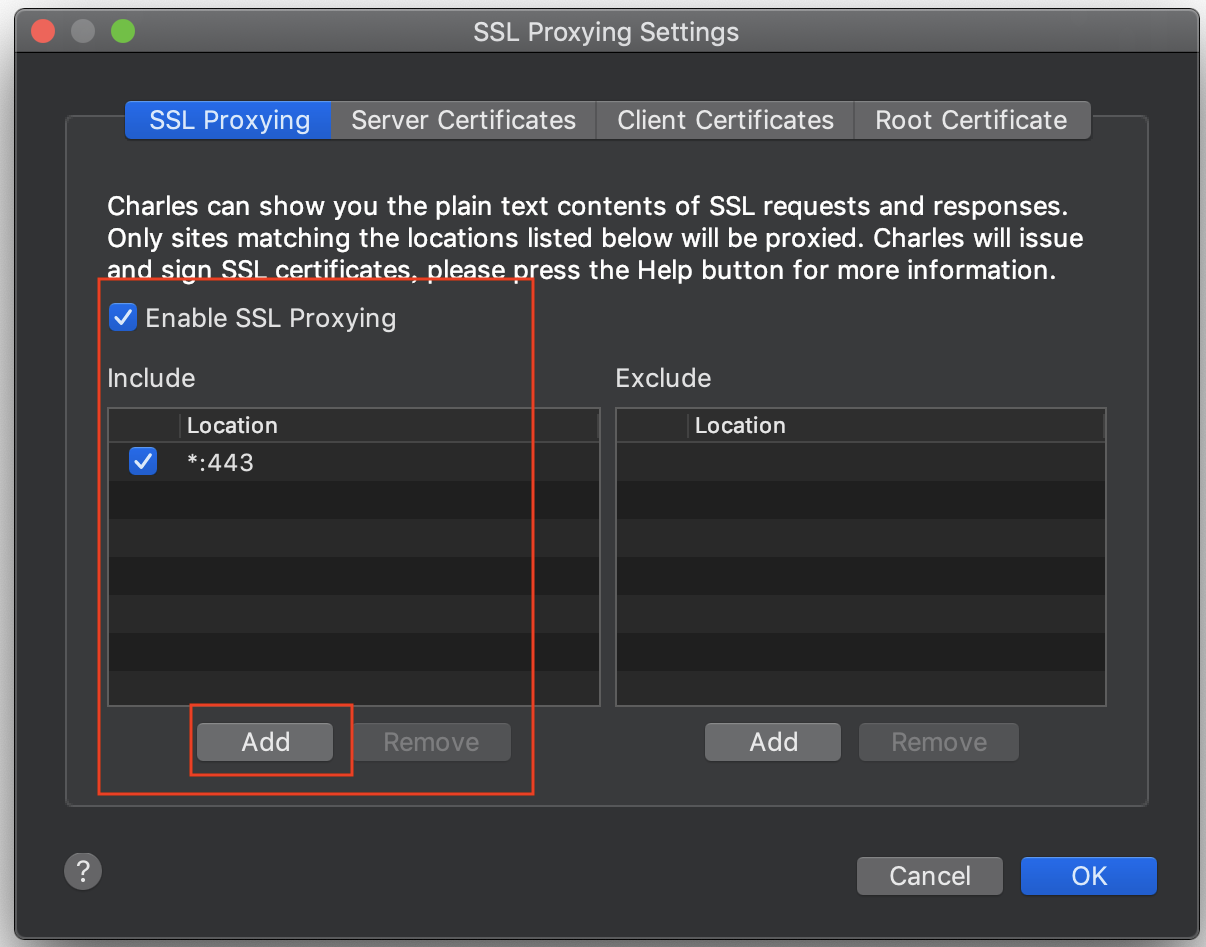 SSL Proxying Settings
SSL Proxying Server Certificates Client Certificates Root Certificate
Charles can show you the plain text contents of SSL requests and responses.
Only sites matching the locations listed below will be proxied. Charles will issue
and sign SSL certificates, please press the Help button for more information.
Enable SSL Proxying
Include
Location
*:443
Add Remove
Exclude
Location
Add Remove
?
Cancel OK